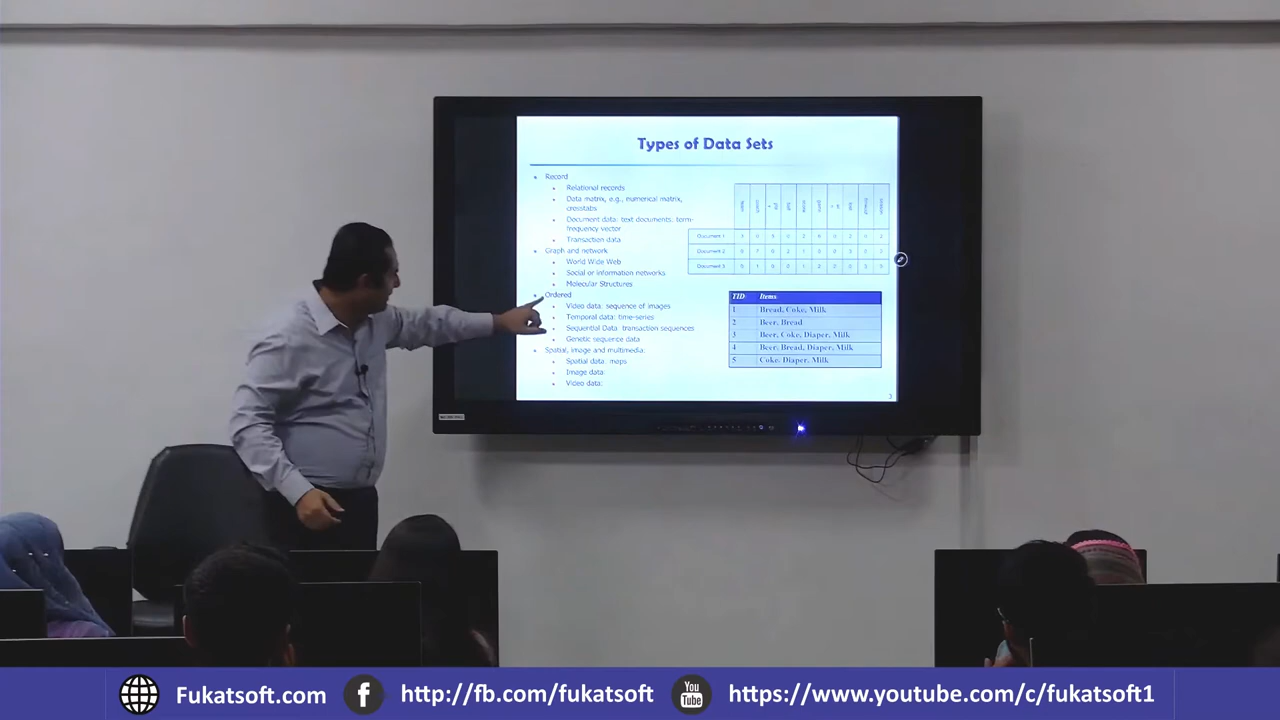 Types of Data Sets
Record
Relational records
Data matrix, e.g., numerical matrix,
crosstabs
Document data: text documents: term-
frequency vector
Transaction data
Graph and network
World Wide Web
Social or information networks
Molecular Structures
Ordered
Video data: sequence of images
Temporal data: time-series
Sequential Data: transaction sequences
Genetic sequence data
Spatial, image and multimedia:
Spatial data: maps
Image data:
Video data:
Document 1
Document 2
Document 3
TID Items
1 Bread, Coke, Milk
2 Beer, Bread
3 Beer, Coke, Diaper, Milk
4 Beer, Bread, Diaper, Milk
5 Coke, Diaper, Milk
3
Fukatsoft.com
http://fb.com/fukatsoft
You
Tube
https://www.youtube.com/c/fukatsoft1